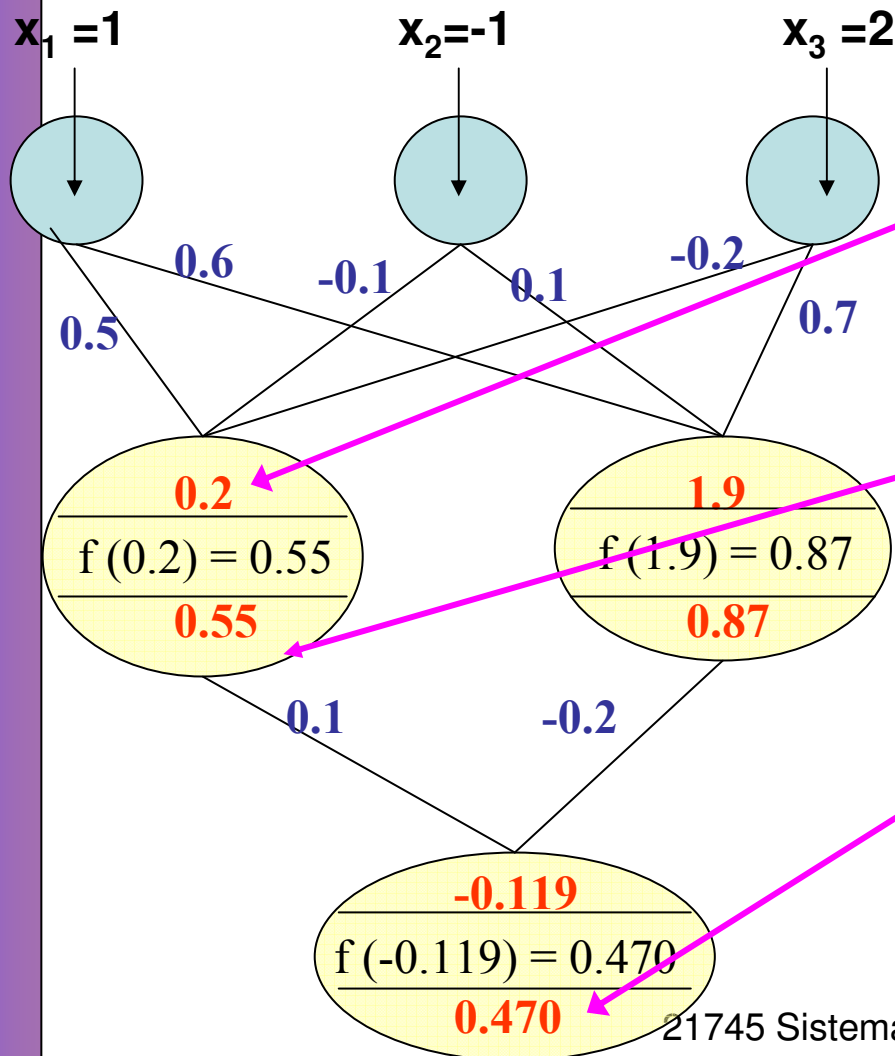 x₁ =1 x₂=-1 x₃ =2
0.6 -0.1 0.1 -0.2
0.5 0.7
0.2 1.9
f (0.2) = 0.55 f (1.9) = 0.87
0.55 0.87
0.1 -0.2
-0.119
f (-0.119) = 0.470
0.470
21745 Sistema